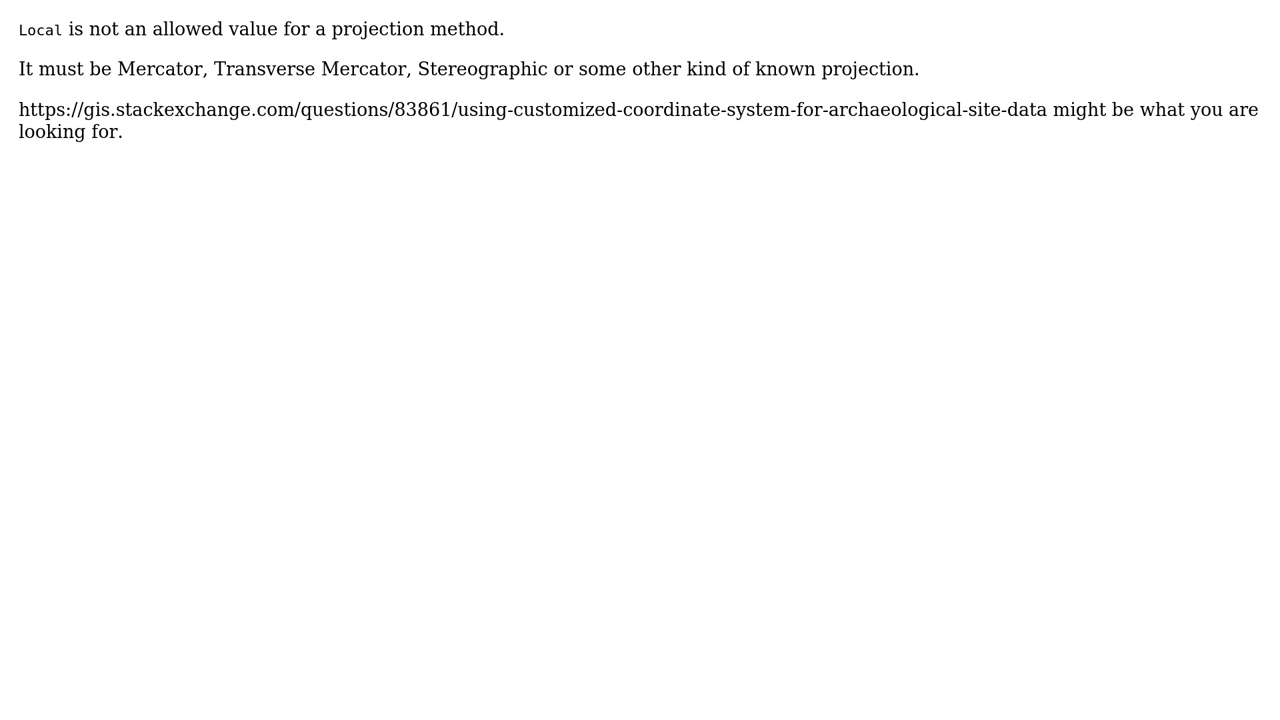 Local is not an allowed value for a projection method.
It must be Mercator, Transverse Mercator, Stereographic or some other kind of known projection.
https://gis.stackexchange.com/questions/83861/using-customized-coordinate-system-for-archaeological-site-data might be what you are
looking for.